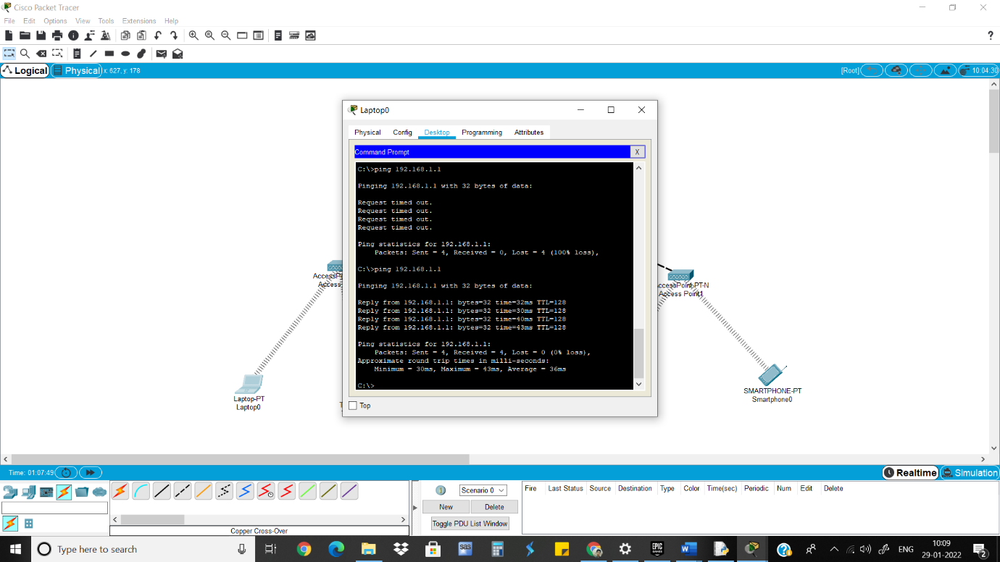 Cisco Packet Tracer
File Edit Options View Tools Extensions Help
?
Logical Physical x: 627, y: 178 [Root] 10:04:30
Laptop0
Physical Config Desktop Programming Attributes
Command Prompt X
C:\>ping 192.168.1.1
Pinging 192.168.1.1 with 32 bytes of data:
Request timed out.
Request timed out.
Request timed out.
Request timed out.
Ping statistics for 192.168.1.1:
Packets: Sent = 4, Received = 0, Lost = 4 (100% loss),
C:\>ping 192.168.1.1
Pinging 192.168.1.1 with 32 bytes of data:
Reply from 192.168.1.1: bytes=32 time=32ms TTL=128
Reply from 192.168.1.1: bytes=32 time=30ms TTL=128
Reply from 192.168.1.1: bytes=32 time=40ms TTL=128
Reply from 192.168.1.1: bytes=32 time=43ms TTL=128
Ping statistics for 192.168.1.1:
Packets: Sent = 4, Received = 4, Lost = 0 (0% loss),
Approximate round trip times in milli-seconds:
Minimum = 30ms, Maximum = 43ms, Average = 36ms
C:\>
Top
AccessP
Access
Laptop-PT
Laptop0
T
ccessPoint-PT-N
Access Point1
SMARTPHONE-PT
Smartphone0
Time: 01:07:49 Realtime Simulation
Scenario 0
New Delete
Toggle PDU List Window
Fire Last Status Source Destination Type Color Time(sec) Periodic Num Edit Delete
Copper Cross-Over
Type here to search
sas
EPIC GAMES
W
ENG
10:09
29-01-2022
2